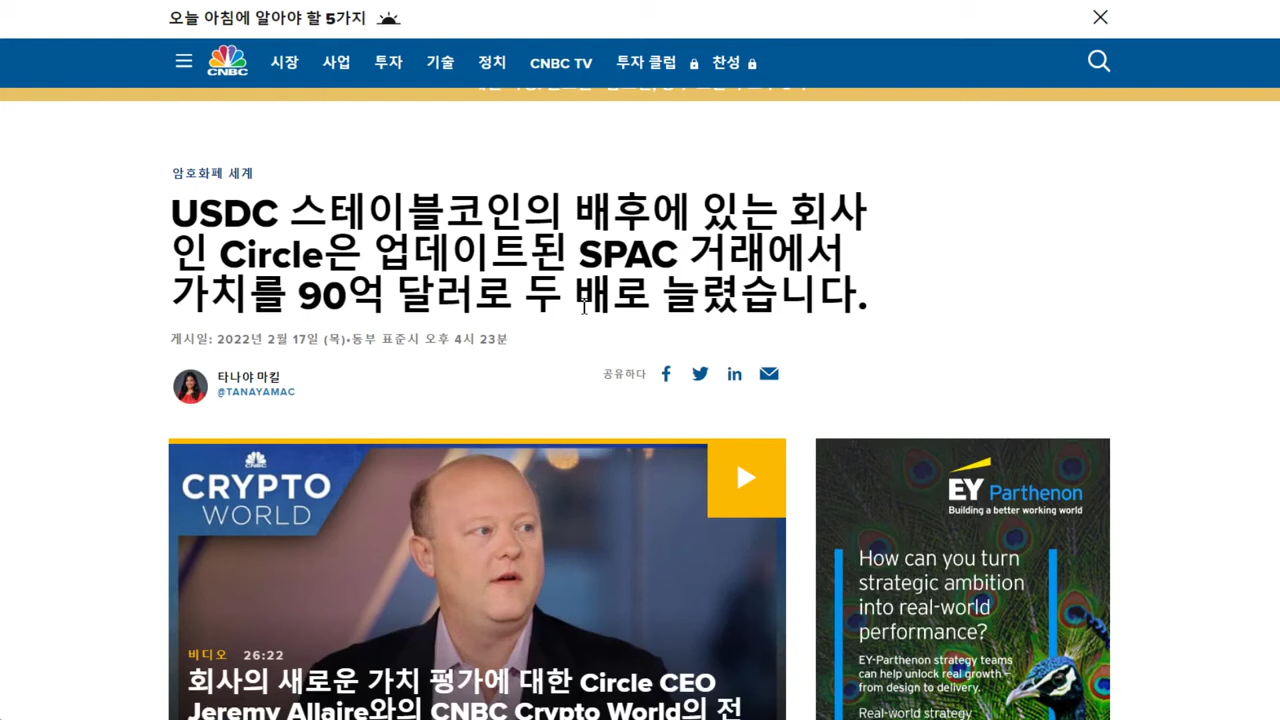 오늘 아침에 알아야 할 5가지
CNBC
시장 사업 투자 기술 정치 CNBC TV 투자 클럽 찬성
암호화폐 세계
USDC 스테이블코인의 배후에 있는 회사
인 Circle은 업데이트된 SPAC 거래에서
가치를 90억 달러로 두 배로 늘렸습니다.
게시일: 2022년 2월 17일 (목)•동부 표준시 오후 4시 23분
타나야 마킬
@TANAYAMAC
공유하다
CNBC
CRYPTO
WORLD
비디오 26:22
회사의 새로운 가치 평가에 대한 Circle CEO
Jeremy Allaire와의 CNBC Crypto World의 전
EY Parthenon
Building a better working world
How can you turn
strategic ambition
into real-world
performance?
EY-Parthenon strategy teams
can help unlock real growth–
from design to delivery.
Real-world strategy